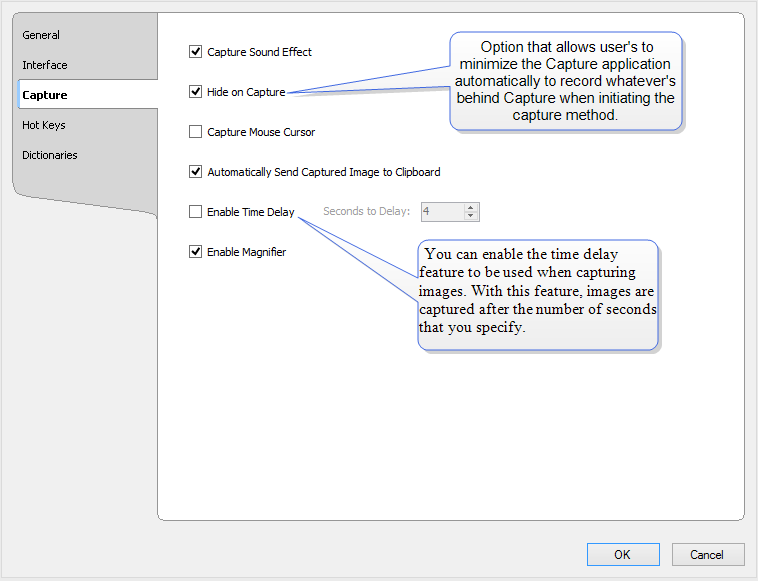 General
Interface
Capture
Hot Keys
Dictionaries
Capture Sound Effect
Hide on Capture
Option that allows user's to
minimize the Capture application
automatically to record whatever's
behind Capture when initiating the
capture method.
Capture Mouse Cursor
Automatically Send Captured Image to Clipboard
Enable Time Delay Seconds to Delay: 4
Enable Magnifier
You can enable the time delay
feature to be used when capturing
images. With this feature, images are
captured after the number of seconds
that you specify.
OK Cancel